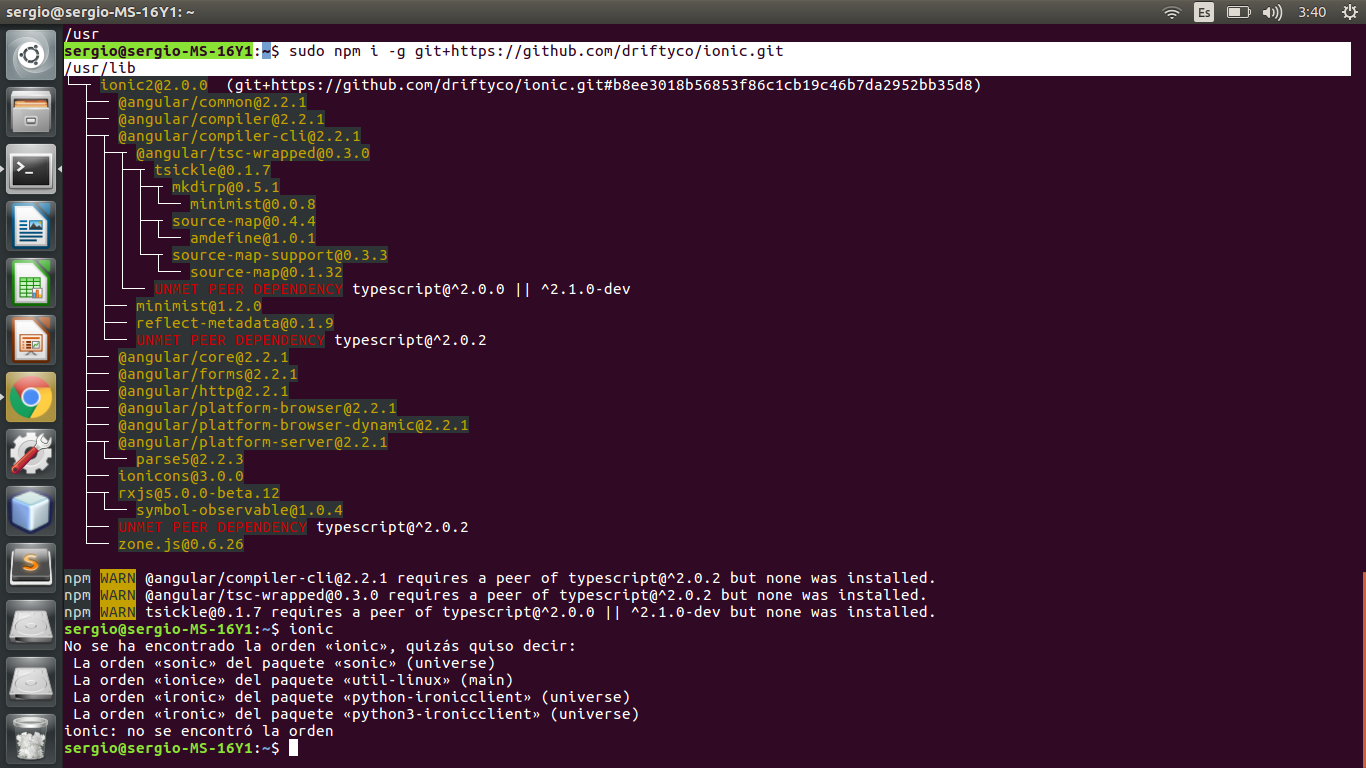 sergio@sergio-MS-16Y1: ~
Es
3:40
/usr
sergio@sergio-MS-16Y1:~$ sudo npm i -g git+https://github.com/driftyco/ionic.git
/usr/lib
└─┬ ionic2@2.0.0  (git+https://github.com/driftyco/ionic.git#b8ee3018b56853f86c1cb19c46b7da2952bb35d8)
  ├── @angular/common@2.2.1
  ├── @angular/compiler@2.2.1
  ├─┬ @angular/compiler-cli@2.2.1
  │ ├─┬ @angular/tsc-wrapped@0.3.0
  │ │ ├─┬ tsickle@0.1.7
  │ │ │ ├─┬ mkdirp@0.5.1
  │ │ │ │ └── minimist@0.0.8
  │ │ │ ├─┬ source-map@0.4.4
  │ │ │ │ └── amdefine@1.0.1
  │ │ │ └─┬ source-map-support@0.3.3
  │ │ │   └── source-map@0.1.32
  │ │ └── UNMET PEER DEPENDENCY typescript@^2.0.0 || ^2.1.0-dev
  │ ├── minimist@1.2.0
  │ ├── reflect-metadata@0.1.9
  │ └── UNMET PEER DEPENDENCY typescript@^2.0.2
  ├── @angular/core@2.2.1
  ├── @angular/forms@2.2.1
  ├── @angular/http@2.2.1
  ├── @angular/platform-browser@2.2.1
  ├── @angular/platform-browser-dynamic@2.2.1
  ├─┬ @angular/platform-server@2.2.1
  │ └── parse5@2.2.3
  ├── ionicons@3.0.0
  ├─┬ rxjs@5.0.0-beta.12
  │ └── symbol-observable@1.0.4
  ├── UNMET PEER DEPENDENCY typescript@^2.0.2
  └── zone.js@0.6.26
npm WARN @angular/compiler-cli@2.2.1 requires a peer of typescript@^2.0.2 but none was installed.
npm WARN @angular/tsc-wrapped@0.3.0 requires a peer of typescript@^2.0.2 but none was installed.
npm WARN tsickle@0.1.7 requires a peer of typescript@^2.0.0 || ^2.1.0-dev but none was installed.
sergio@sergio-MS-16Y1:~$ ionic
No se ha encontrado la orden «ionic», quizás quiso decir:
 La orden «sonic» del paquete «sonic» (universe)
 La orden «ionice» del paquete «util-linux» (main)
 La orden «ironic» del paquete «python-ironicclient» (universe)
 La orden «ironic» del paquete «python3-ironicclient» (universe)
ionic: no se encontró la orden
sergio@sergio-MS-16Y1:~$